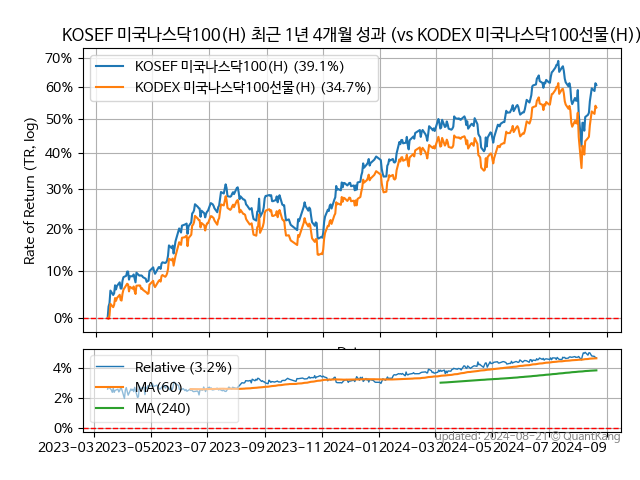 KOSEF 미국나스닥100(H) 최근 1년 4개월 성과 (vs KODEX 미국나스닥100선물(H))
70%
60%
50%
40%
30%
20%
10%
0%
Rate of Return (TR, log)
KOSEF 미국나스닥100(H) (39.1%)
KODEX 미국나스닥100선물(H) (34.7%)
4%
2%
0%
Relative (3.2%)
MA(60)
MA(240)
2023-03 2023-05 2023-07 2023-09 2023-11 2024-01 2024-03 2024-05 2024-07 2024-09
updated: 2024-08-21 © QuantKang